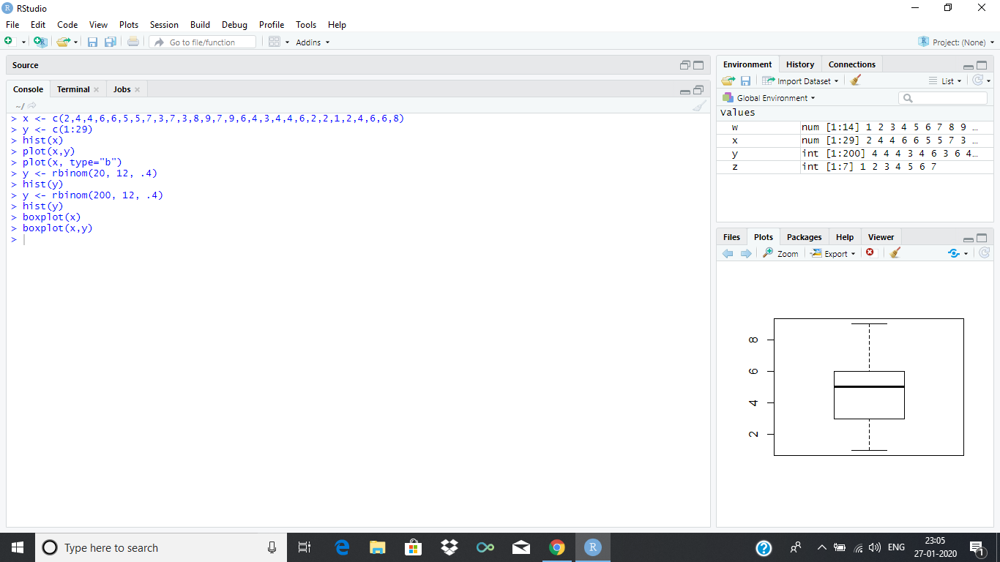 RStudio
File Edit Code View Plots Session Build Debug Profile Tools Help
Go to file/function
Addins
Project: (None)
Source
Console Terminal Jobs
~/
> x <- c(2,4,4,6,6,5,5,7,3,7,3,8,9,7,9,6,4,3,4,4,6,2,2,1,2,4,6,6,8)
> y <- c(1:29)
> hist(x)
> plot(x,y)
> plot(x, type="b")
> y <- rbinom(20, 12, .4)
> hist(y)
> y <- rbinom(200, 12, .4)
> hist(y)
> boxplot(x)
> boxplot(x,y)
>
Environment History Connections
Import Dataset
List
Global Environment
Values
w num [1:14] 1 2 3 4 5 6 7 8 9 …
x num [1:29] 2 4 4 6 6 5 5 7 3 …
y int [1:200] 4 4 4 3 4 6 3 6 4…
z int [1:7] 1 2 3 4 5 6 7
Files Plots Packages Help Viewer
Zoom Export
8
6
4
2
Type here to search
ENG
23:05
27-01-2020
1